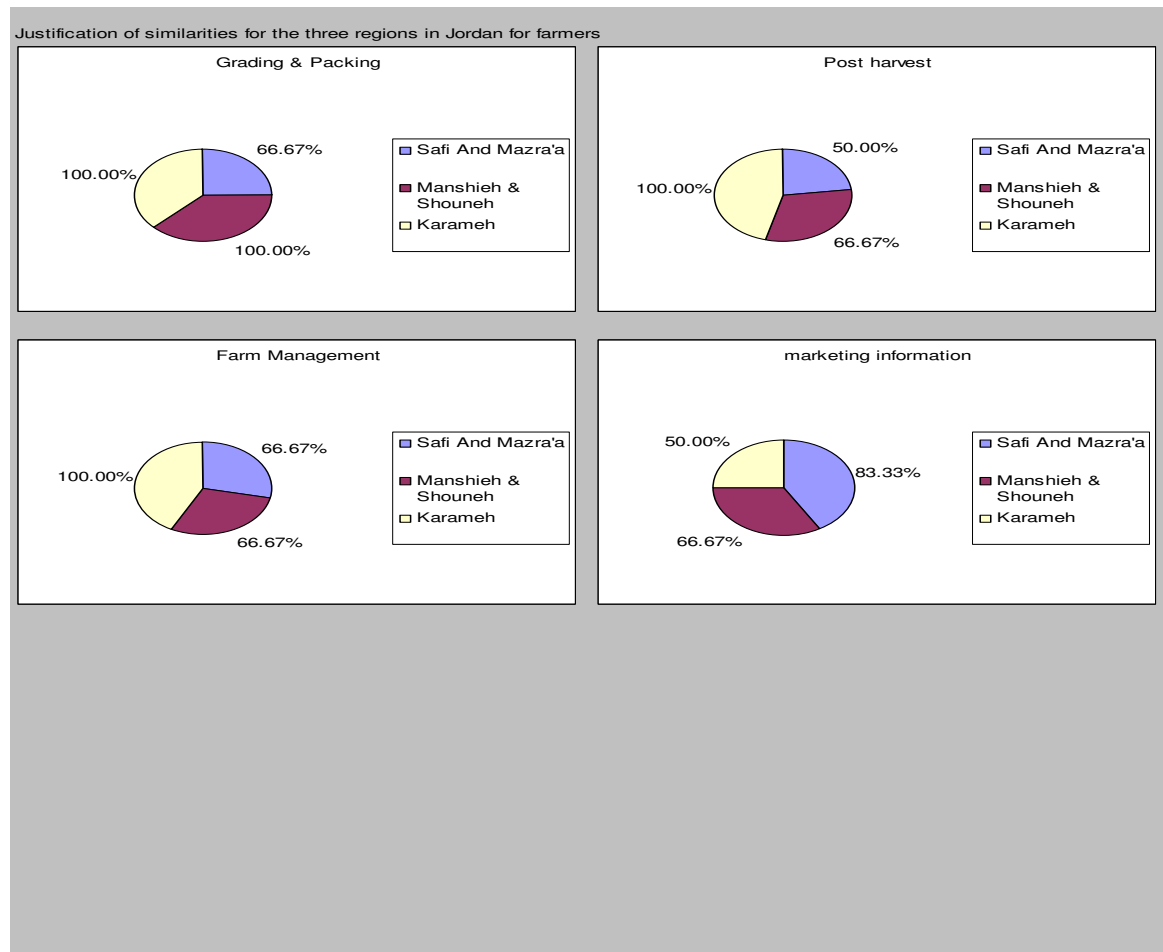 Justification of similarities for the three regions in Jordan for farmers
Grading & Packing
66.67%
100.00%
100.00%
Safi And Mazra'a
Manshieh &
Shouneh
Karameh
Post harvest
50.00%
100.00%
66.67%
Safi And Mazra'a
Manshieh &
Shouneh
Karameh
Farm Management
66.67%
100.00%
66.67%
Safi And Mazra'a
Manshieh &
Shouneh
Karameh
marketing information
50.00%
83.33%
66.67%
Safi And Mazra'a
Manshieh &
Shouneh
Karameh